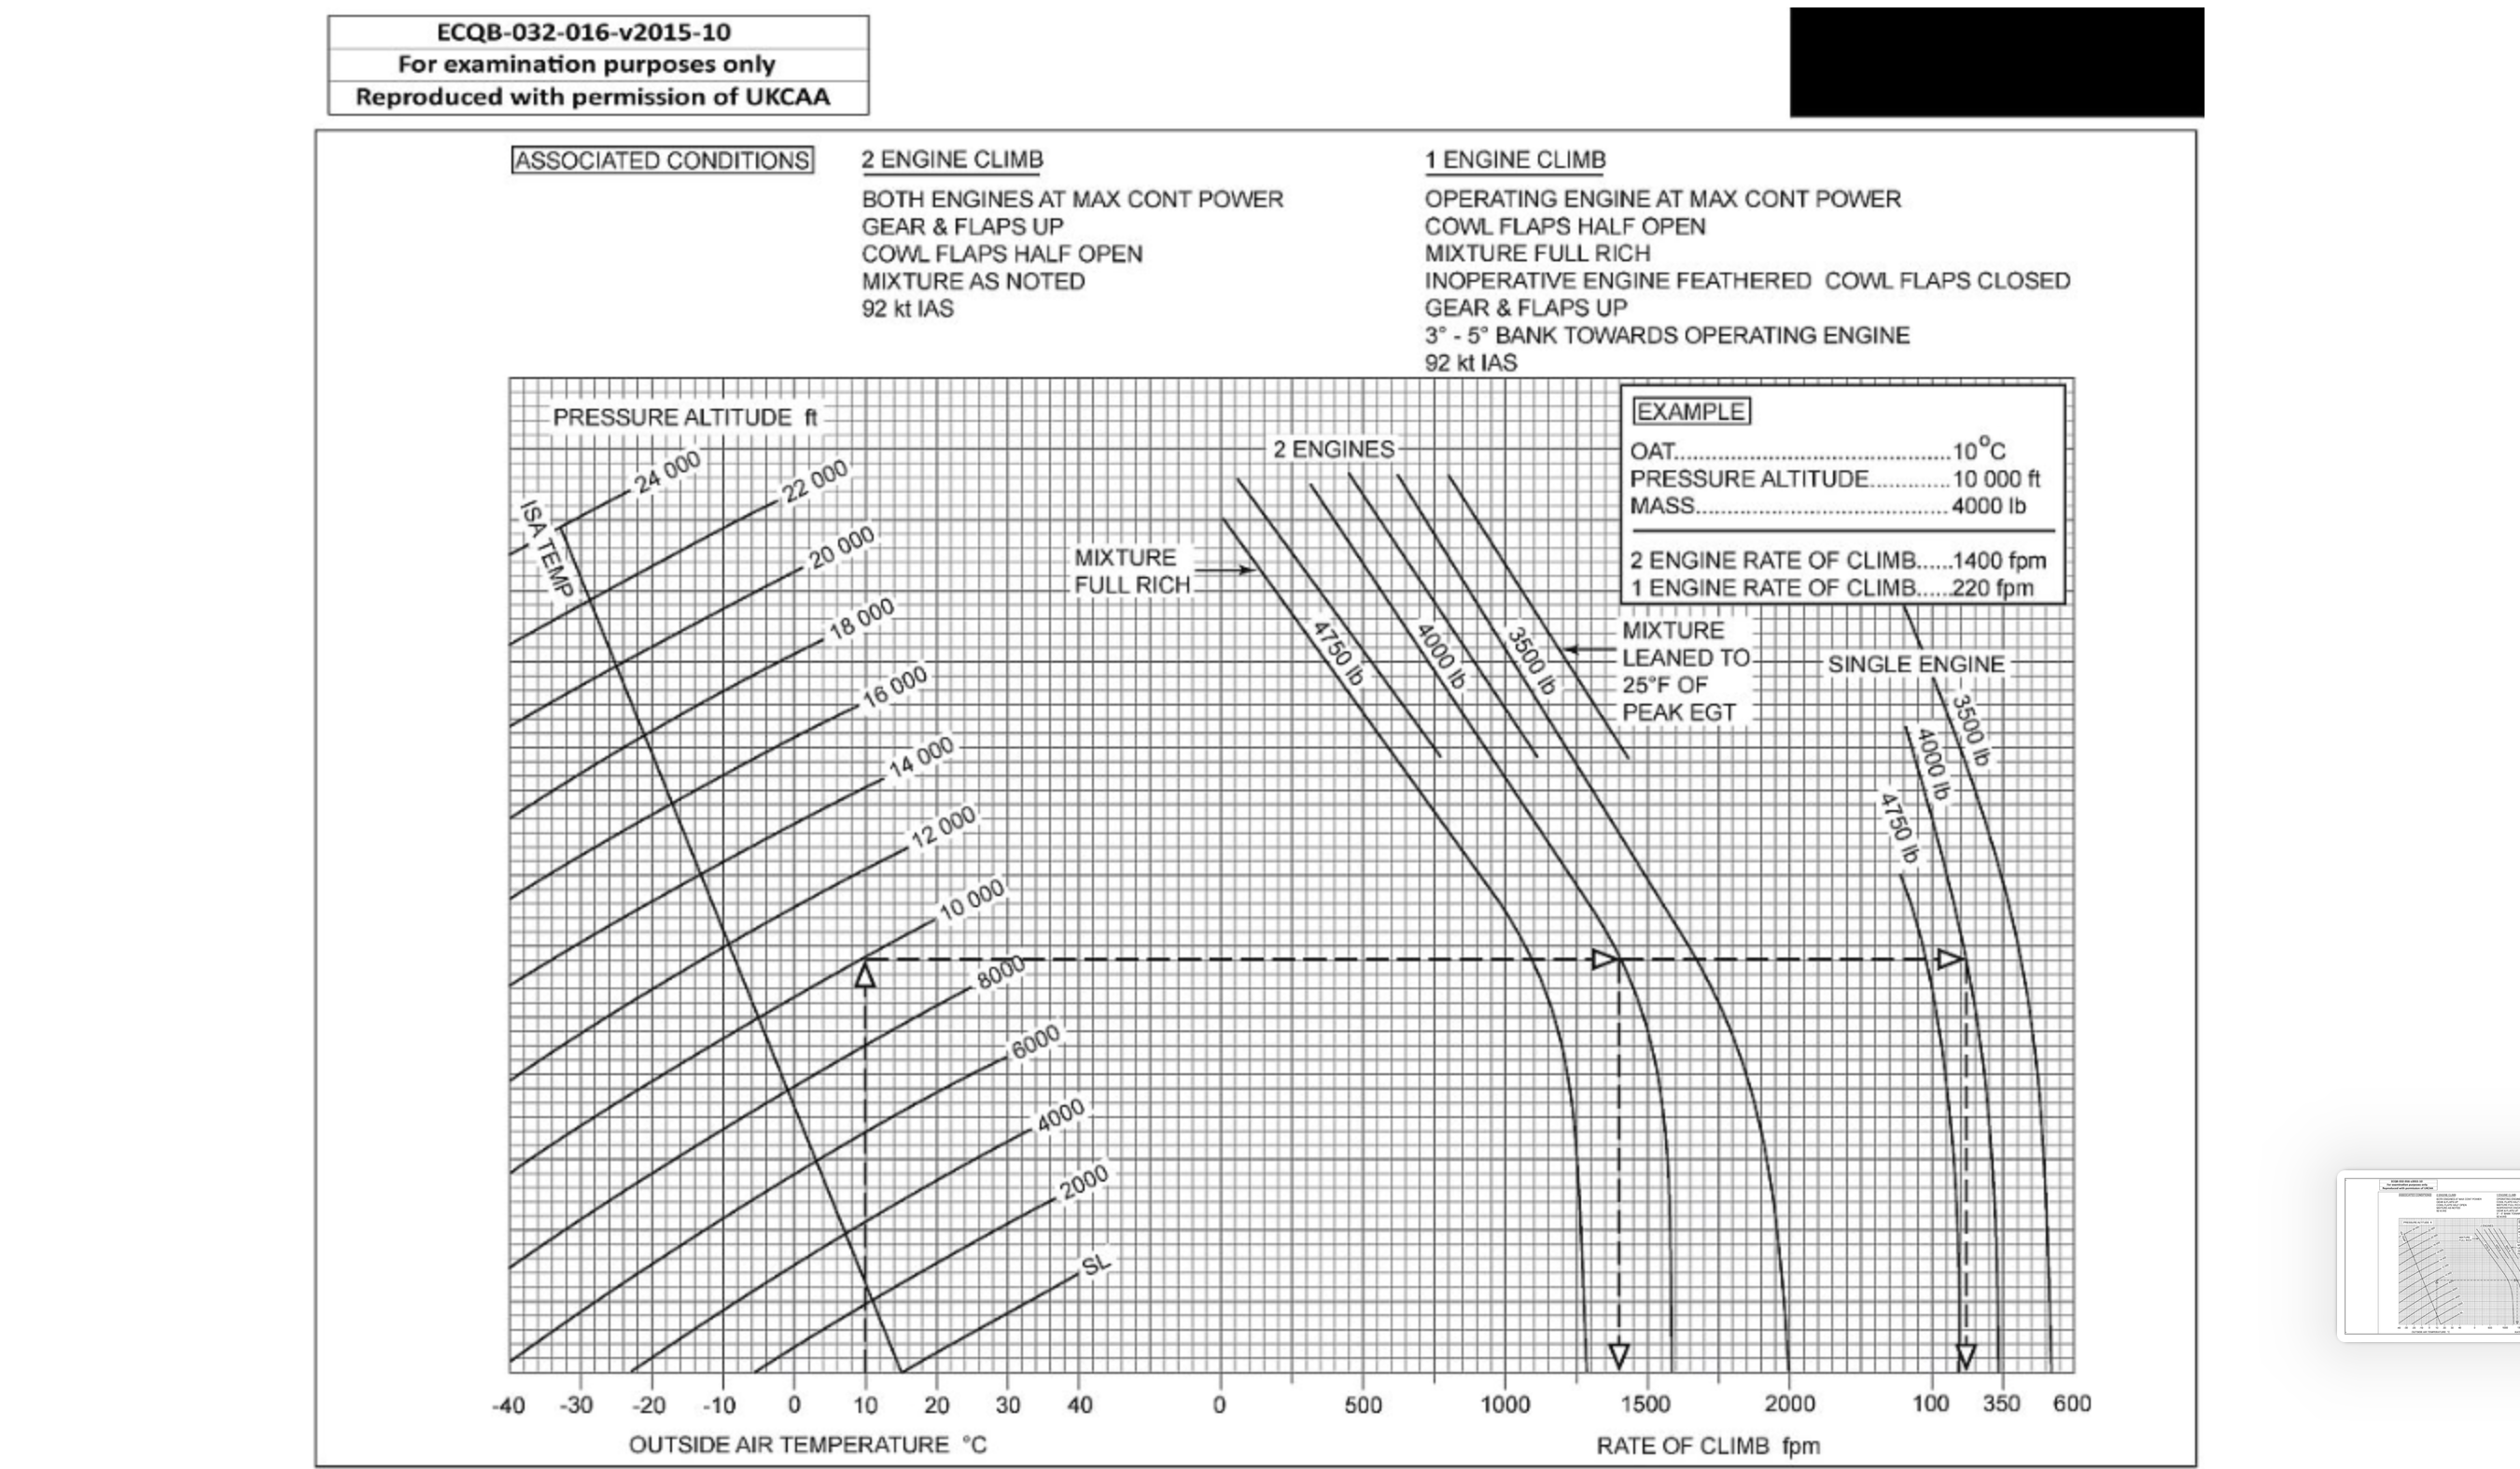 ECQB-032-016-v2015-10
For examination purposes only
Reproduced with permission of UKCAA
ASSOCIATED CONDITIONS
2 ENGINE CLIMB
BOTH ENGINES AT MAX CONT POWER
GEAR & FLAPS UP
COWL FLAPS HALF OPEN
MIXTURE AS NOTED
92 kt IAS
1 ENGINE CLIMB
OPERATING ENGINE AT MAX CONT POWER
COWL FLAPS HALF OPEN
MIXTURE FULL RICH
INOPERATIVE ENGINE FEATHERED COWL FLAPS CLOSED
GEAR & FLAPS UP
3° - 5° BANK TOWARDS OPERATING ENGINE
92 kt IAS
PRESSURE ALTITUDE ft
24 000
22 000
20 000
18 000
16 000
14 000
12 000
10 000
8000
6000
4000
2000
SL
ISA TEMP
2 ENGINES
MIXTURE
FULL RICH
4750 lb
4000 lb
3500 lb
MIXTURE
LEANED TO
25°F OF
PEAK EGT
EXAMPLE
OAT..........................................10°C
PRESSURE ALTITUDE............10 000 ft
MASS......................................4000 lb
2 ENGINE RATE OF CLIMB......1400 fpm
1 ENGINE RATE OF CLIMB......220 fpm
SINGLE ENGINE
3500 lb
4000 lb
4750 lb
-40 -30 -20 -10 0 10 20 30 40 0 500 1000 1500 2000 100 350 600
OUTSIDE AIR TEMPERATURE °C
RATE OF CLIMB fpm